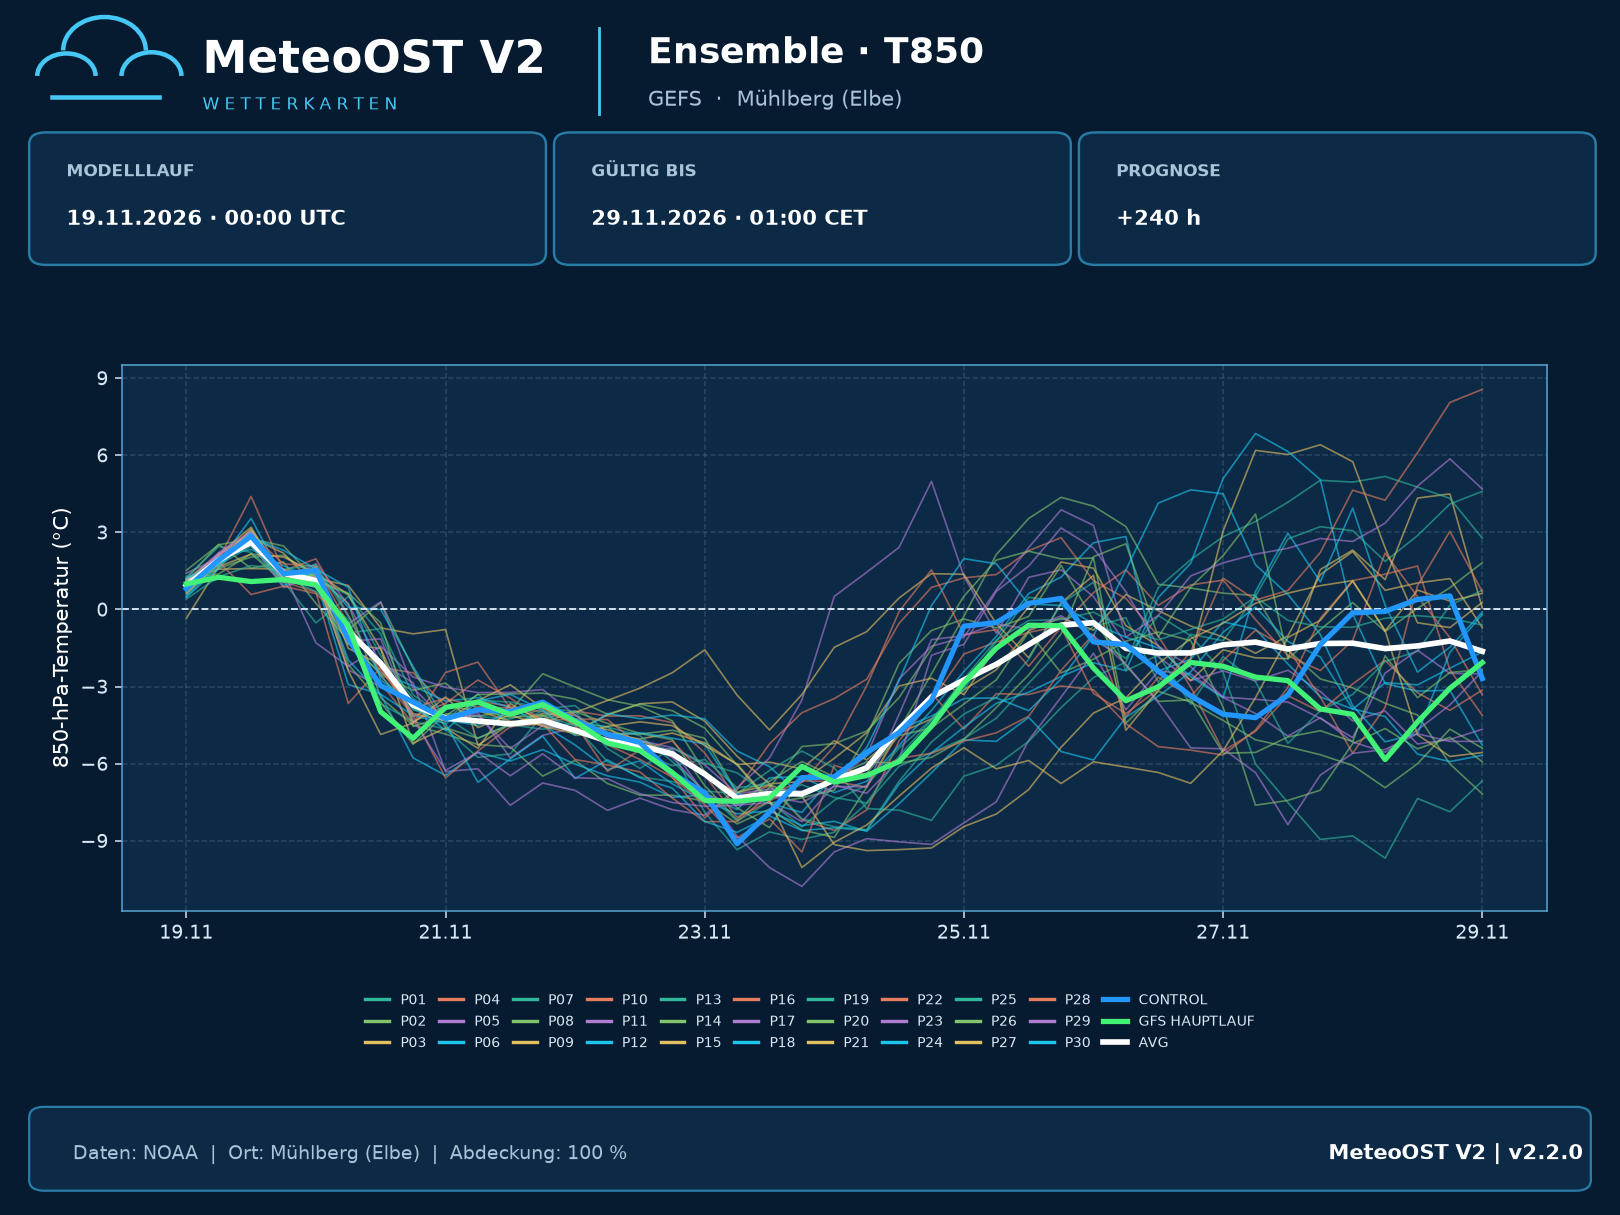 MeteoOST V2
WETTERKARTEN
Ensemble · T850
GEFS · Mühlberg (Elbe)
MODELLLAUF
19.11.2026 · 00:00 UTC
GÜLTIG BIS
29.11.2026 · 01:00 CET
PROGNOSE
+240 h
850-hPa-Temperatur (°C)
9
6
3
0
−3
−6
−9
19.11 21.11 23.11 25.11 27.11 29.11
P01 P04 P07 P10 P13 P16 P19 P22 P25 P28 CONTROL
P02 P05 P08 P11 P14 P17 P20 P23 P26 P29 GFS HAUPTLAUF
P03 P06 P09 P12 P15 P18 P21 P24 P27 P30 AVG
Daten: NOAA | Ort: Mühlberg (Elbe) | Abdeckung: 100 %
MeteoOST V2 | v2.2.0